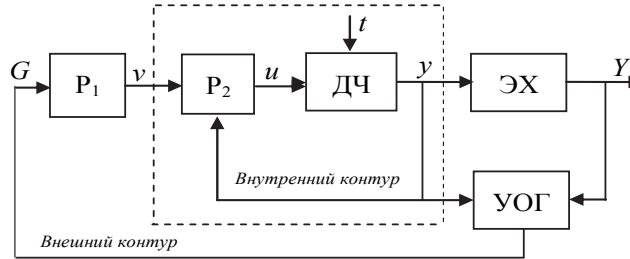 t
G
P₁
v
P₂
u
ДЧ
y
ЭХ
Y
Внутренний контур
УОГ
Внешний контур